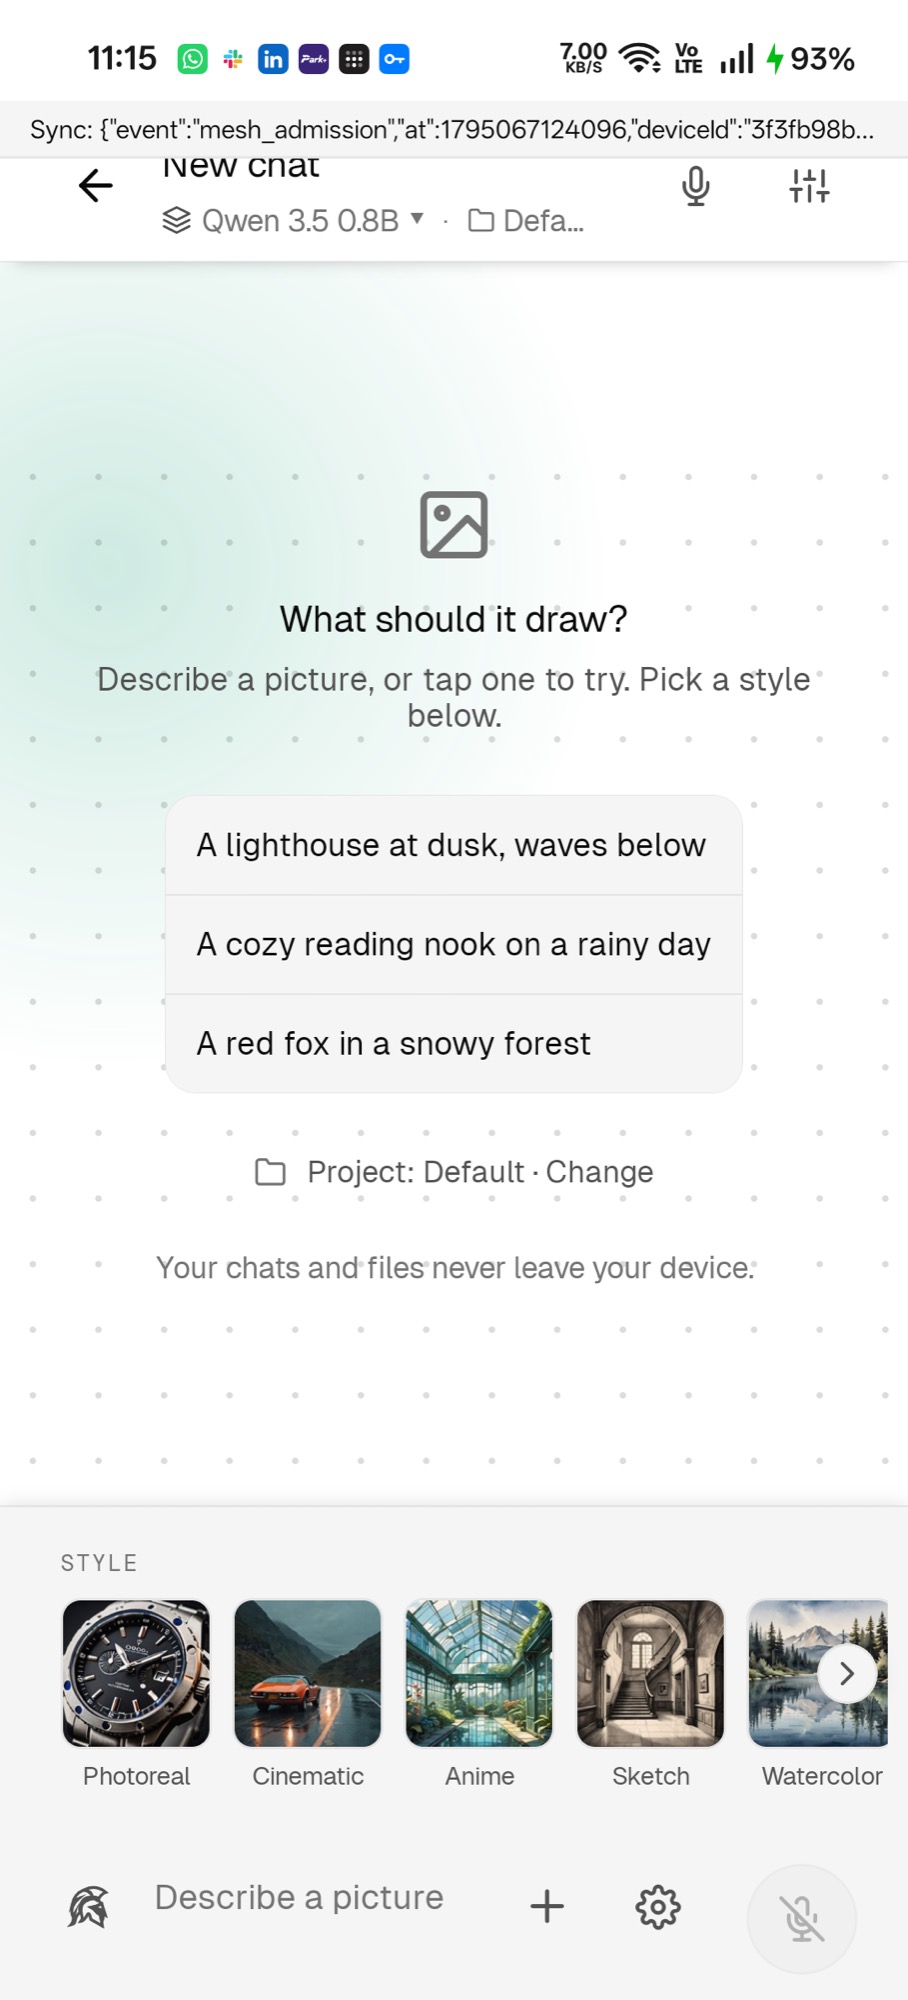 11:15
Park+
7.00
KB/S
Vo
LTE
93%
Sync: {"event":"mesh_admission","at":1795067124096,"deviceId":"3f3fb98b...
New chat
Qwen 3.5 0.8B ▼ · Defa...
What should it draw?
Describe a picture, or tap one to try. Pick a style
below.
A lighthouse at dusk, waves below
A cozy reading nook on a rainy day
A red fox in a snowy forest
Project: Default · Change
Your chats and files never leave your device.
STYLE
Photoreal
Cinematic
Anime
Sketch
Watercolor
Describe a picture